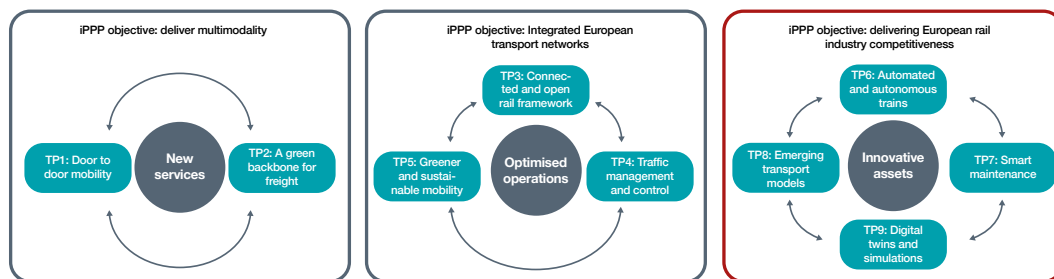 iPPP objective: deliver multimodality
TP1: Door to
door mobility
New
services
TP2: A green
backbone for
freight
iPPP objective: Integrated European
transport networks
TP3: Connec-
ted and open
rail framework
TP5: Greener
and sustai-
nable mobility
Optimised
operations
TP4: Traffic
management
and control
iPPP objective: delivering European rail
industry competitiveness
TP6: Automated
and autonomous
trains
TP8: Emerging
transport
models
Innovative
assets
TP7: Smart
maintenance
TP9: Digital
twins and
simulations